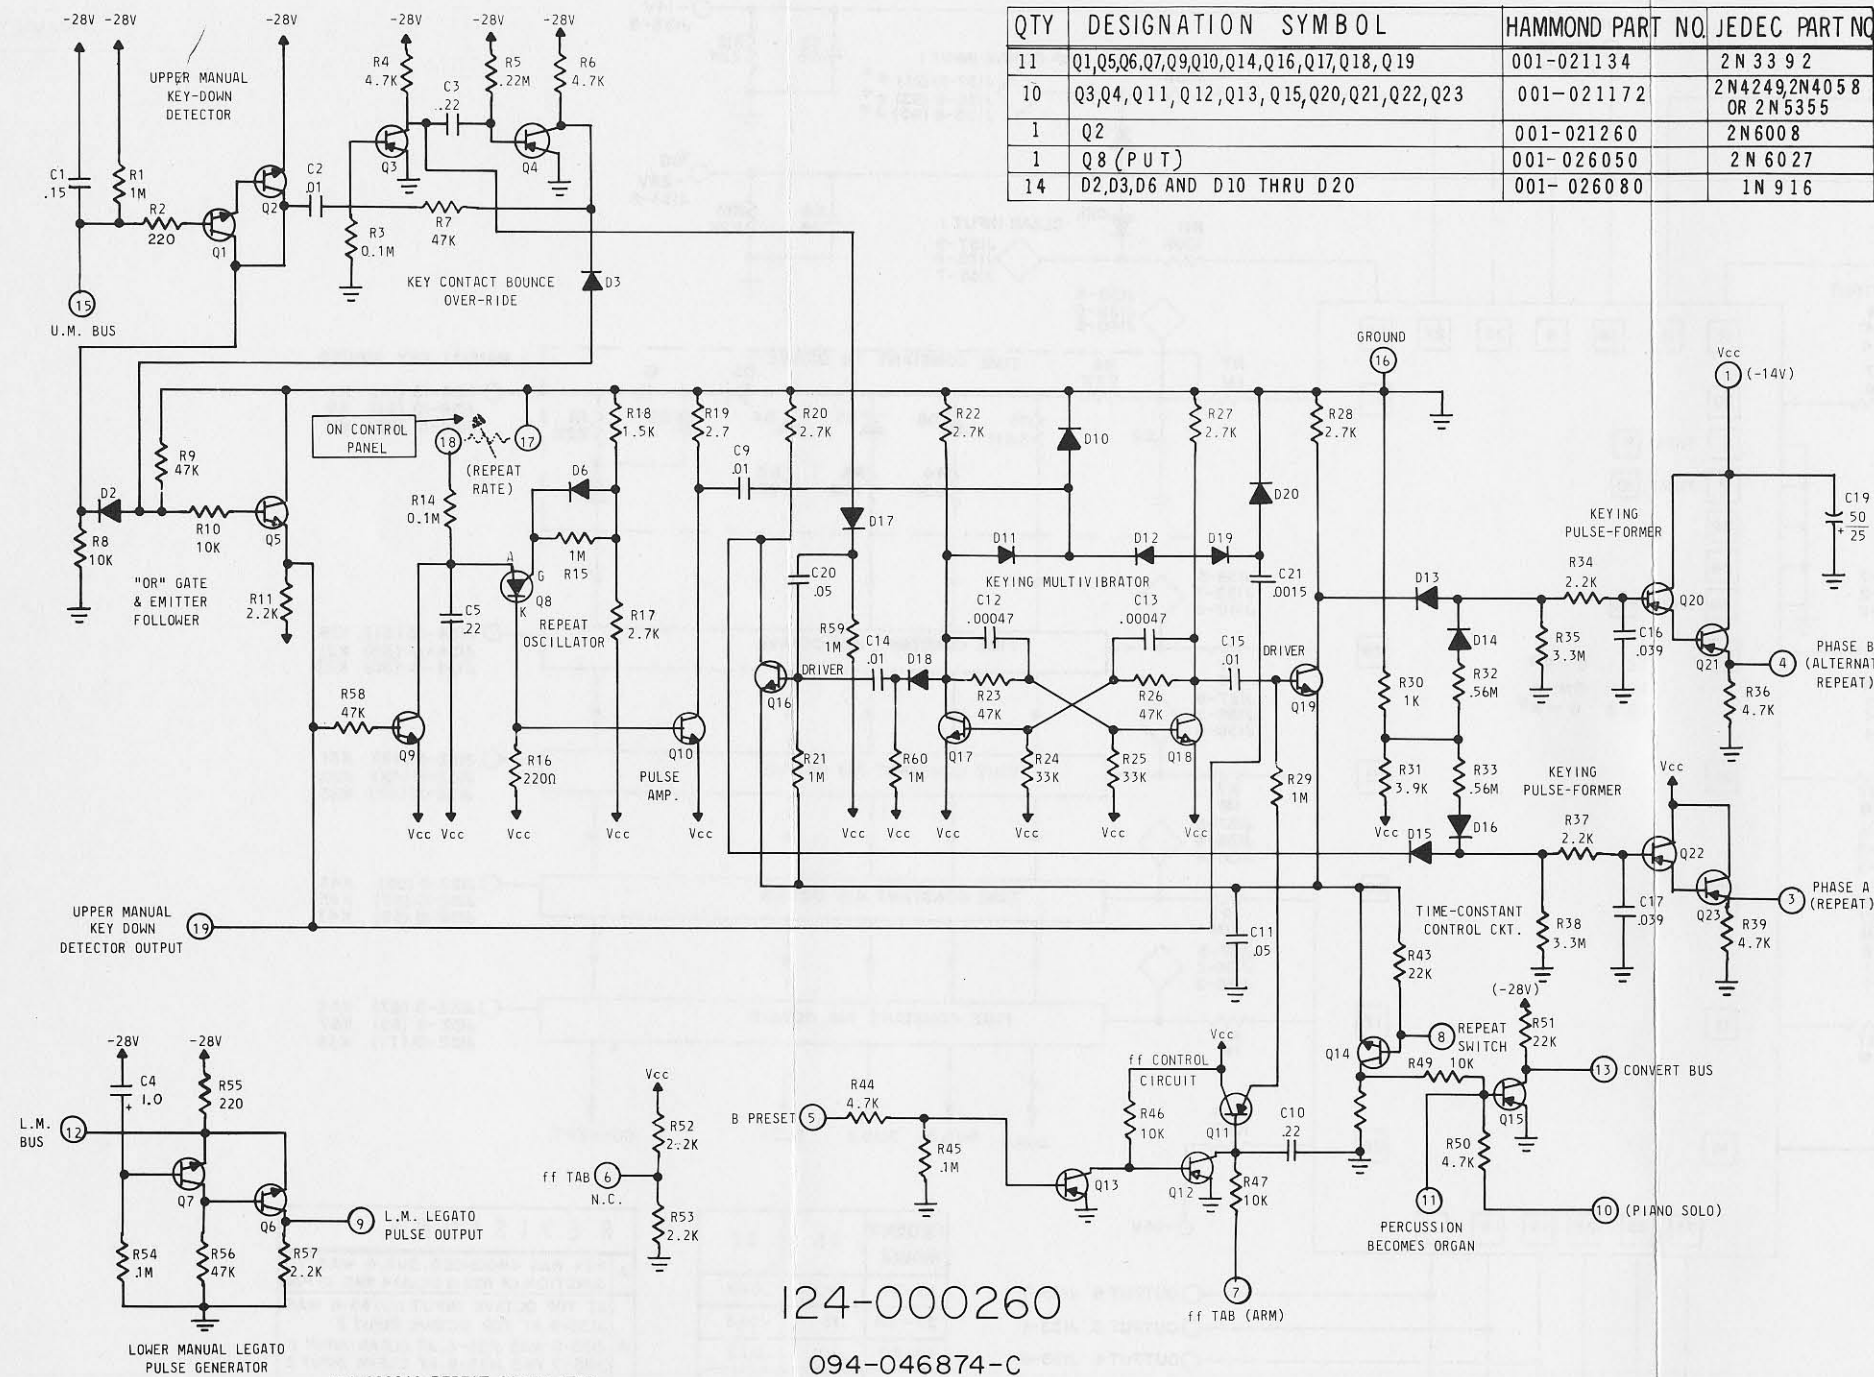 -28V -28V -28V -28V -28V -28V
QTY DESIGNATION SYMBOL HAMMOND PART NO. JEDEC PART NO
11 Q1,Q5,Q6,Q7,Q9,Q10,Q14,Q16,Q17,Q18,Q19 001-021134 2N3392
10 Q3,Q4,Q11,Q12,Q13,Q15,Q20,Q21,Q22,Q23 001-021172 2N4249,2N4058
OR 2N5355
1 Q2 001-021260 2N6008
1 Q8 (PUT) 001-026050 2N6027
14 D2,D3,D6 AND D10 THRU D20 001-026080 1N916
UPPER MANUAL
KEY-DOWN
DETECTOR
R4
4.7K
C3
.22
R5
.22M
R6
4.7K
Q3
Q4
C1
.15
R1
1M
R2
220
Q1
Q2
C2
.01
R3
0.1M
R7
47K
KEY CONTACT BOUNCE
OVER-RIDE
D3
15
U.M. BUS
GROUND
16
Vcc
1 (-14V)
ON CONTROL
PANEL
18
17
(REPEAT
RATE)
R9
47K
D2
R8
10K
R10
10K
Q5
"OR" GATE
& EMITTER
FOLLOWER
R11
2.2K
R14
0.1M
D6
R18
1.5K
R19
2.7
R20
2.7K
C9
.01
1M
R15
A
G
K
Q8
REPEAT
OSCILLATOR
C5
.22
R17
2.7K
R58
47K
Q9
R16
220Ω
Q10
PULSE
AMP.
Vcc Vcc Vcc Vcc Vcc
D17
C20
.05
R59
1M
C14
.01
D18
DRIVER
Q16
R21
1M
R60
1M
R22
2.7K
D10
R27
2.7K
D20
R28
2.7K
D11
D12
D19
KEYING MULTIVIBRATOR
C12
.00047
C13
.00047
C21
.0015
R23
47K
R26
47K
Q17
R24
33K
R25
33K
Q18
C15
.01
DRIVER
Q19
R29
1M
Vcc Vcc Vcc Vcc Vcc Vcc Vcc
R30
1K
R31
3.9K
Vcc
D13
D14
R32
.56M
R33
.56M
D16
D15
KEYING
PULSE-FORMER
R34
2.2K
R35
3.3M
C16
.039
Q20
Q21
C19
50
25
+
4
PHASE B
(ALTERNAT
REPEAT)
R36
4.7K
KEYING
PULSE-FORMER
Vcc
R37
2.2K
Q22
Q23
R38
3.3M
C17
.039
R39
4.7K
3
PHASE A
(REPEAT)
UPPER MANUAL
KEY DOWN
DETECTOR OUTPUT
19
C11
.05
TIME-CONSTANT
CONTROL CKT.
R43
22K
(-28V)
R51
22K
8 REPEAT
SWITCH
Q14
R49 10K
13 CONVERT BUS
Q15
R50
4.7K
11
PERCUSSION
BECOMES ORGAN
10 (PIANO SOLO)
-28V
-28V
C4
1.0
+
R55
220
L.M.
BUS
12
Q7
Q6
9
L.M. LEGATO
PULSE OUTPUT
R54
.1M
R56
47K
R57
2.2K
LOWER MANUAL LEGATO
PULSE GENERATOR
Vcc
R52
2.2K
ff TAB 6
N.C.
R53
2.2K
B PRESET 5
R44
4.7K
R45
.1M
ff CONTROL
CIRCUIT
Vcc
R46
10K
Q11
C10
.22
Q13
Q12
R47
10K
7
ff TAB (ARM)
124-000260
094-046874-C